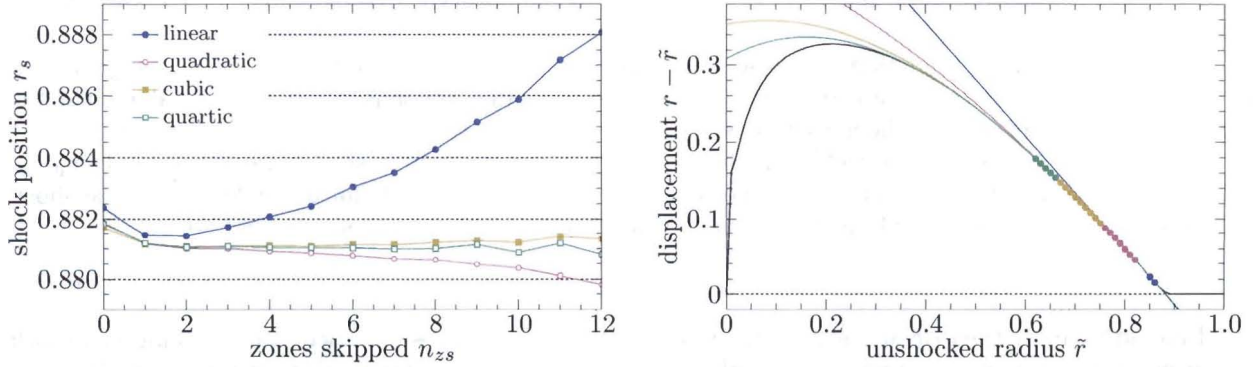 shock position r_s
0.888
0.886
0.884
0.882
0.880
linear
quadratic
cubic
quartic
0 2 4 6 8 10 12
zones skipped n_{zs}
displacement r − r̃
0.3
0.2
0.1
0
0 0.2 0.4 0.6 0.8 1.0
unshocked radius r̃